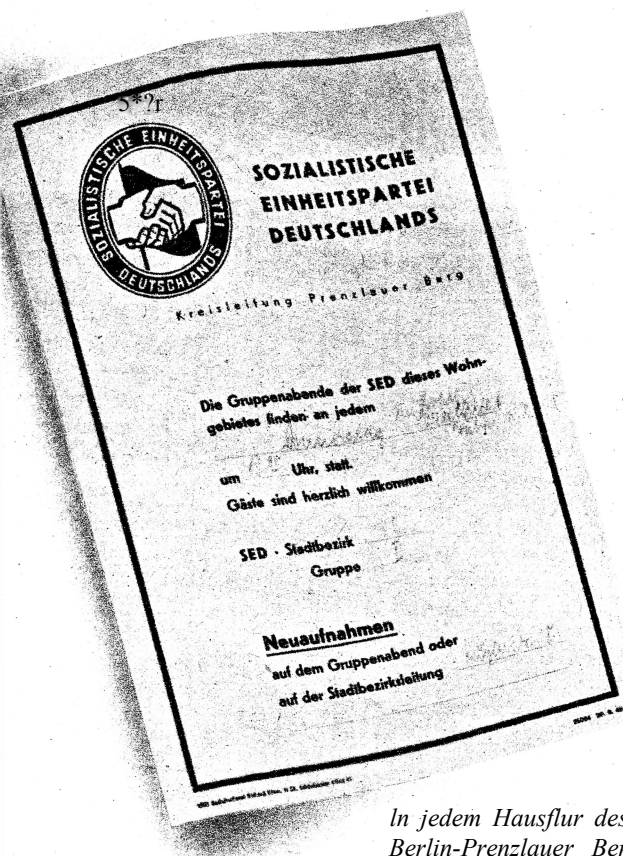 5*?r
SOZIALISTISCHE EINHEITSPARTEI DEUTSCHLANDS
SOZIALISTISCHE
EINHEITSPARTEI
DEUTSCHLANDS
Kreisleitung Prenzlauer Berg
Die Gruppenabende der SED dieses Wohn-
gebietes finden an jedem
um Uhr, statt.
Gäste sind herzlich willkommen
SED - Stadtbezirk
Gruppe
Neuaufnahmen
auf dem Gruppenabend oder
auf der Stadtbezirksleitung
ln jedem Hausflur des
Berlin-Prenzlauer Ber